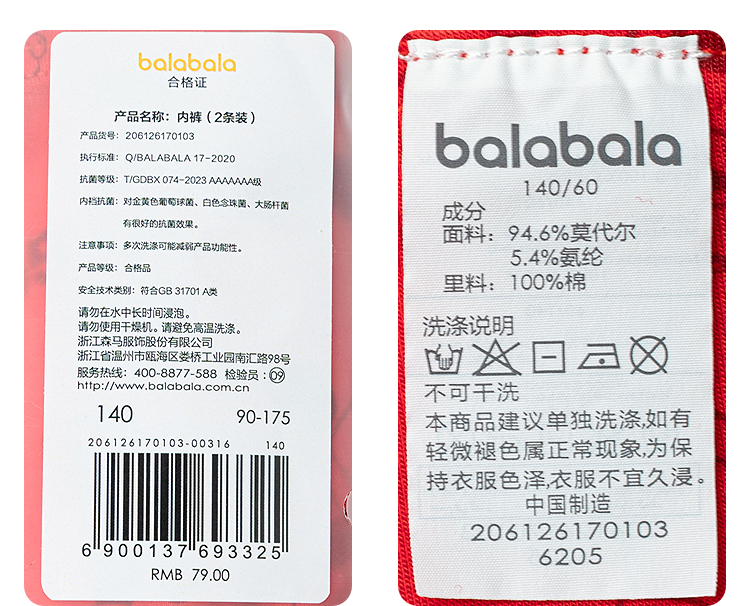 balabala
合格证
产品名称：内裤（2条装）
产品货号：206126170103
执行标准：Q/BALABALA 17-2020
抗菌等级：T/GDBX 074-2023 AAAAAAA级
内裆抗菌：对金黄色葡萄球菌、白色念珠菌、大肠杆菌
有很好的抗菌效果。
注意事项：多次洗涤可能减弱产品功能性。
产品等级：合格品
安全技术类别：符合GB 31701 A类
请勿在水中长时间浸泡。
请勿使用干燥机。请避免高温洗涤。
浙江森马服饰股份有限公司
浙江省温州市瓯海区娄桥工业园南汇路98号
服务热线：400-8877-588 检验员：09
http://www.balabala.com.cn
140 90-175
206126170103-00316 140
6 900137 693325
RMB 79.00
balabala
140/60
成分
面料：94.6%莫代尔
5.4%氨纶
里料：100%棉
洗涤说明
不可干洗
本商品建议单独洗涤,如有
轻微褪色属正常现象,为保
持衣服色泽,衣服不宜久浸。
中国制造
206126170103
6205